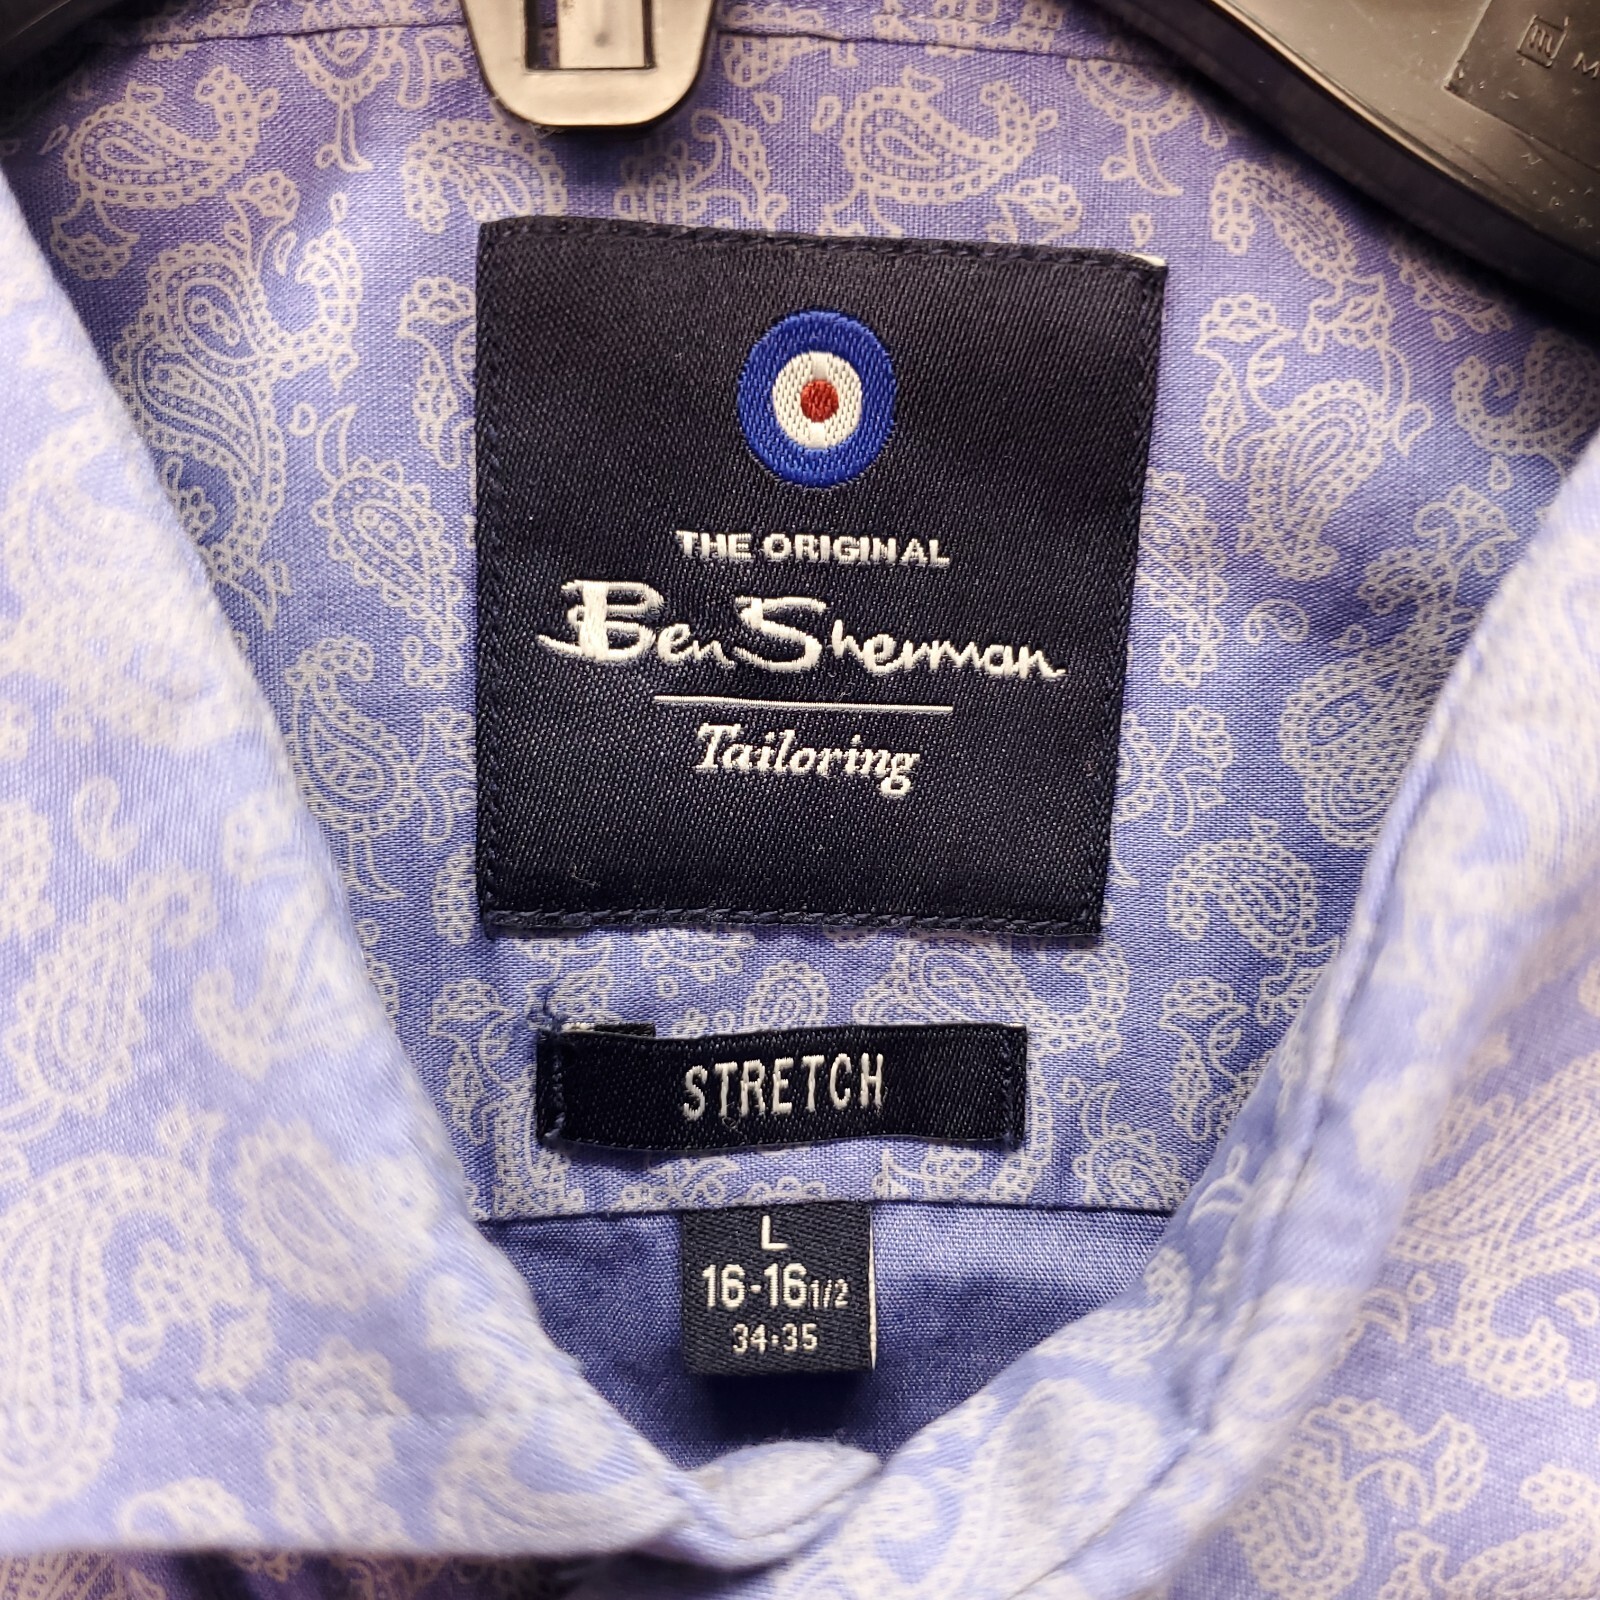 THE ORIGINAL
Ben Sherman
Tailoring
STRETCH
L
16-16 1/2
34-35